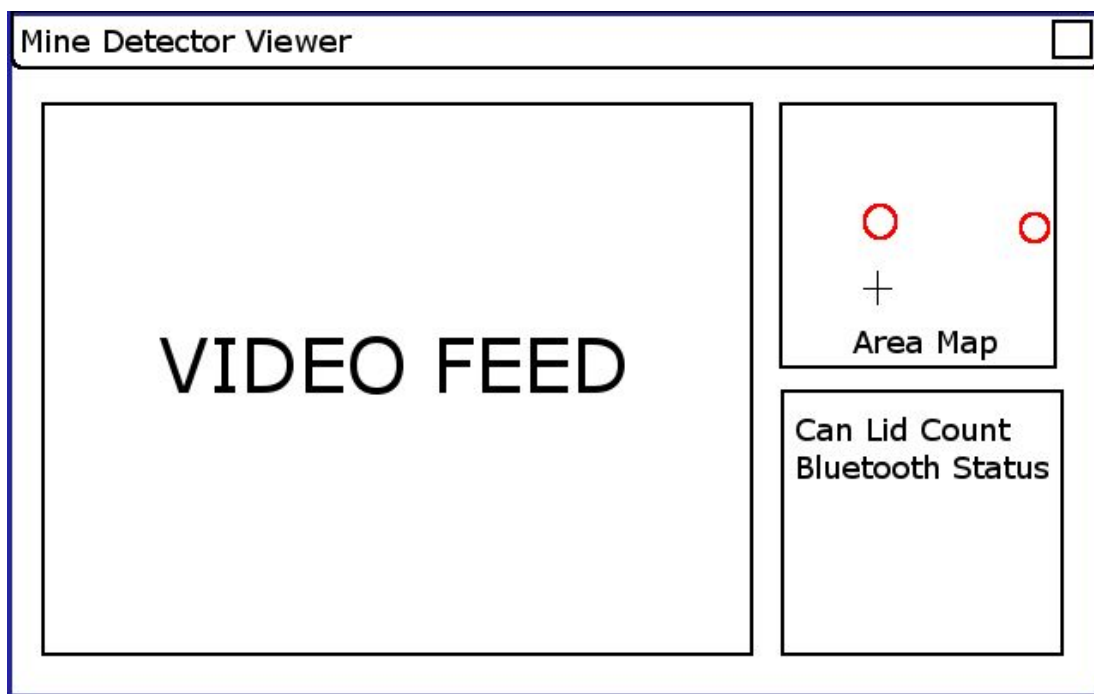 Mine Detector Viewer
VIDEO FEED
Area Map
Can Lid Count
Bluetooth Status